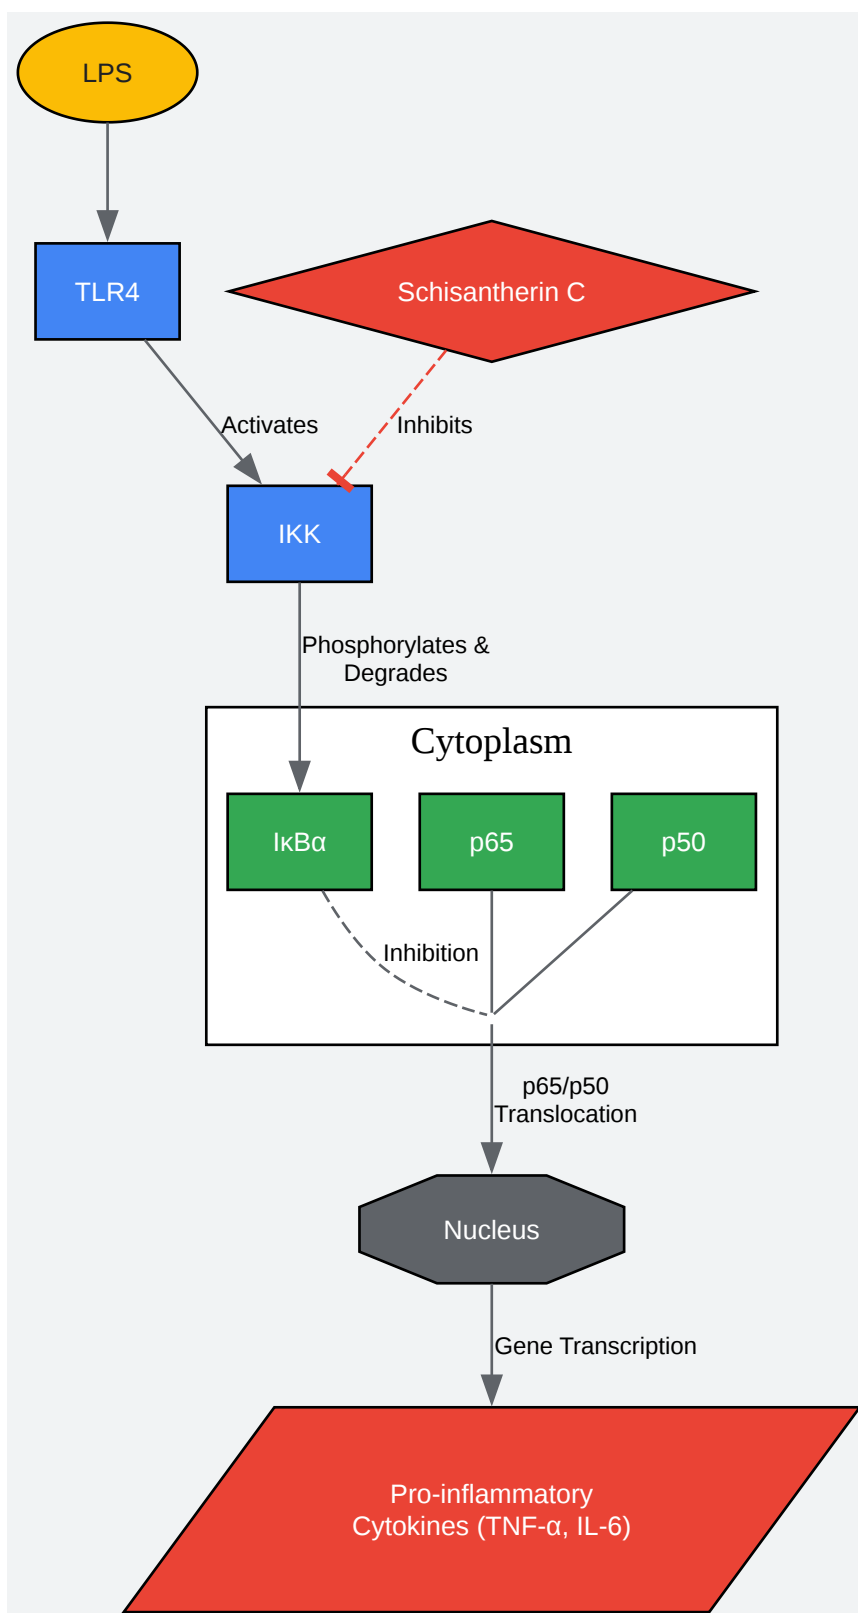 LPS
TLR4
Schisantherin C
Activates
Inhibits
IKK
Phosphorylates &
Degrades
Cytoplasm
IκBα
p65
p50
Inhibition
p65/p50
Translocation
Nucleus
Gene Transcription
Pro-inflammatory
Cytokines (TNF-α, IL-6)